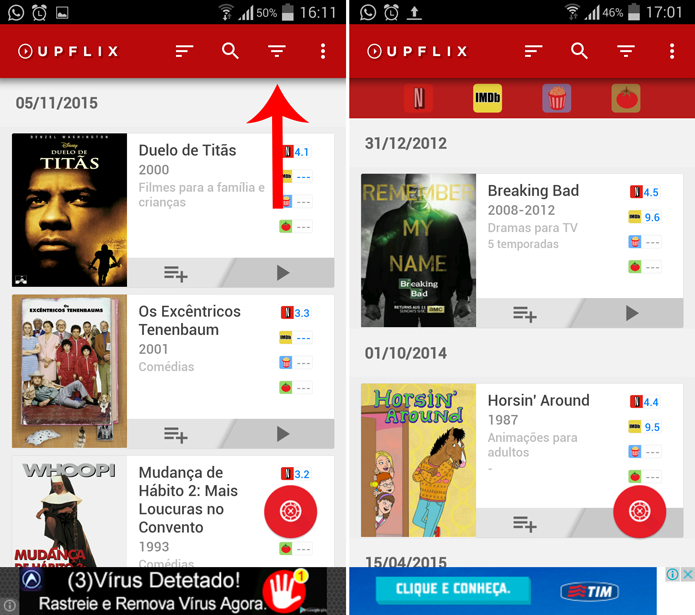 50% 16:11
UPFLIX
05/11/2015
DENZEL WASHINGTON
Disney
DUELO DE
TITÃS
Duelo de Titãs
2000
Filmes para a família e
crianças
N 4.1
IMDb ---
---
---
OS EXCÊNTRICOS TENENBAUMS
Os Excêntricos
Tenenbaum
2001
Comédias
N 3.3
IMDb ---
---
---
WHOOPI
MUDANÇA
DE HÁBITO 2
Mudança de
Hábito 2: Mais
Loucuras no
Convento
1993
Comédias
N 3.2
---
(3)Vírus Detetado!
Rastreie e Remova Vírus Agora.
1
Google play
46% 17:01
UPFLIX
N IMDb
31/12/2012
REMEMBER
MY
NAME
Breaking
Bad
RETURNS AUG 11
SUNDAYS 9/8c
amc
Breaking Bad
2008-2012
Dramas para TV
5 temporadas
N 4.5
IMDb 9.6
---
---
01/10/2014
Horsin'
Around
Horsin' Around
1987
Animações para
adultos
-
N 4.4
IMDb 9.5
---
---
15/04/2015
CLIQUE E CONHEÇA.
TIM